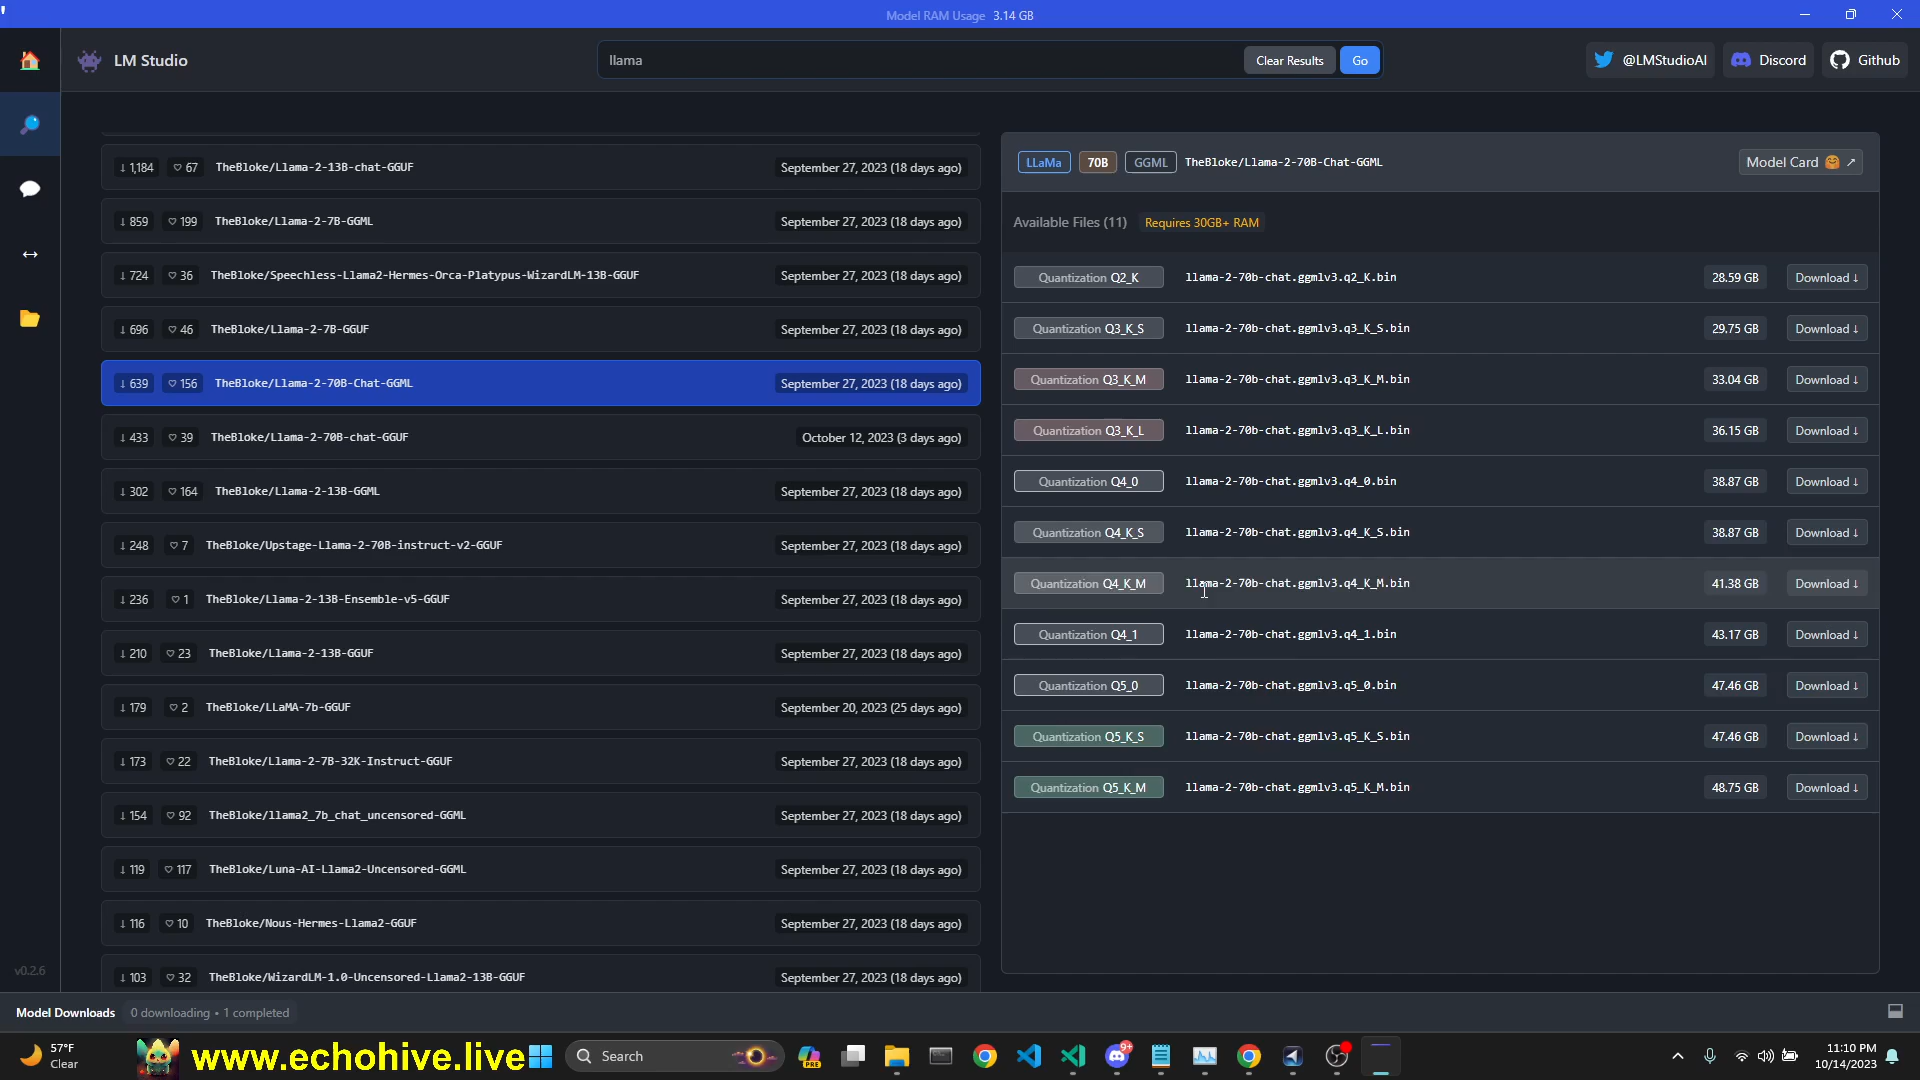 Model RAM Usage 3.14 GB
LM Studio
llama
Clear Results
Go
@LMStudioAI
Discord
Github
↓ 1,184 ♡ 67 TheBloke/Llama-2-13B-chat-GGUF September 27, 2023 (18 days ago)
↓ 859 ♡ 199 TheBloke/Llama-2-7B-GGML September 27, 2023 (18 days ago)
↓ 724 ♡ 36 TheBloke/Speechless-Llama2-Hermes-Orca-Platypus-WizardLM-13B-GGUF September 27, 2023 (18 days ago)
↓ 696 ♡ 46 TheBloke/Llama-2-7B-GGUF September 27, 2023 (18 days ago)
↓ 639 ♡ 156 TheBloke/Llama-2-70B-Chat-GGML September 27, 2023 (18 days ago)
↓ 433 ♡ 39 TheBloke/Llama-2-70B-chat-GGUF October 12, 2023 (3 days ago)
↓ 302 ♡ 164 TheBloke/Llama-2-13B-GGML September 27, 2023 (18 days ago)
↓ 248 ♡ 7 TheBloke/Upstage-Llama-2-70B-instruct-v2-GGUF September 27, 2023 (18 days ago)
↓ 236 ♡ 1 TheBloke/Llama-2-13B-Ensemble-v5-GGUF September 27, 2023 (18 days ago)
↓ 210 ♡ 23 TheBloke/Llama-2-13B-GGUF September 27, 2023 (18 days ago)
↓ 179 ♡ 2 TheBloke/LLaMA-7b-GGUF September 20, 2023 (25 days ago)
↓ 173 ♡ 22 TheBloke/Llama-2-7B-32K-Instruct-GGUF September 27, 2023 (18 days ago)
↓ 154 ♡ 92 TheBloke/llama2_7b_chat_uncensored-GGML September 27, 2023 (18 days ago)
↓ 119 ♡ 117 TheBloke/Luna-AI-Llama2-Uncensored-GGML September 27, 2023 (18 days ago)
↓ 116 ♡ 10 TheBloke/Nous-Hermes-Llama2-GGUF September 27, 2023 (18 days ago)
↓ 103 ♡ 32 TheBloke/WizardLM-1.0-Uncensored-Llama2-13B-GGUF September 27, 2023 (18 days ago)
LLaMa 70B GGML TheBloke/Llama-2-70B-Chat-GGML Model Card 🤗 ↗
Available Files (11) Requires 30GB+ RAM
Quantization Q2_K llama-2-70b-chat.ggmlv3.q2_K.bin 28.59 GB Download ↓
Quantization Q3_K_S llama-2-70b-chat.ggmlv3.q3_K_S.bin 29.75 GB Download ↓
Quantization Q3_K_M llama-2-70b-chat.ggmlv3.q3_K_M.bin 33.04 GB Download ↓
Quantization Q3_K_L llama-2-70b-chat.ggmlv3.q3_K_L.bin 36.15 GB Download ↓
Quantization Q4_0 llama-2-70b-chat.ggmlv3.q4_0.bin 38.87 GB Download ↓
Quantization Q4_K_S llama-2-70b-chat.ggmlv3.q4_K_S.bin 38.87 GB Download ↓
Quantization Q4_K_M llama-2-70b-chat.ggmlv3.q4_K_M.bin 41.38 GB Download ↓
Quantization Q4_1 llama-2-70b-chat.ggmlv3.q4_1.bin 43.17 GB Download ↓
Quantization Q5_0 llama-2-70b-chat.ggmlv3.q5_0.bin 47.46 GB Download ↓
Quantization Q5_K_S llama-2-70b-chat.ggmlv3.q5_K_S.bin 47.46 GB Download ↓
Quantization Q5_K_M llama-2-70b-chat.ggmlv3.q5_K_M.bin 48.75 GB Download ↓
v0.2.6
Model Downloads 0 downloading • 1 completed
57°F
Clear
www.echohive.live
Search
PRE
9+
11:10 PM
10/14/2023